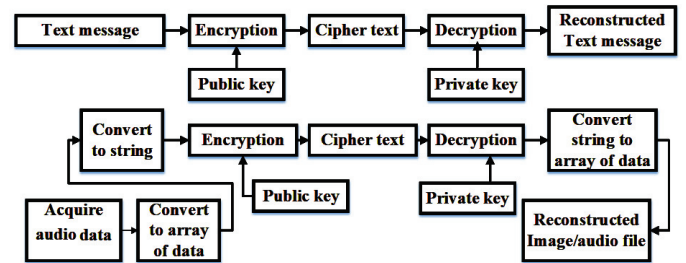 Text message
Encryption
Cipher text
Decryption
Reconstructed
Text message
Public key
Private key
Convert
to string
Encryption
Cipher text
Decryption
Convert
string to
array of data
Public key
Private key
Acquire
audio data
Convert
to array
of data
Reconstructed
Image/audio file